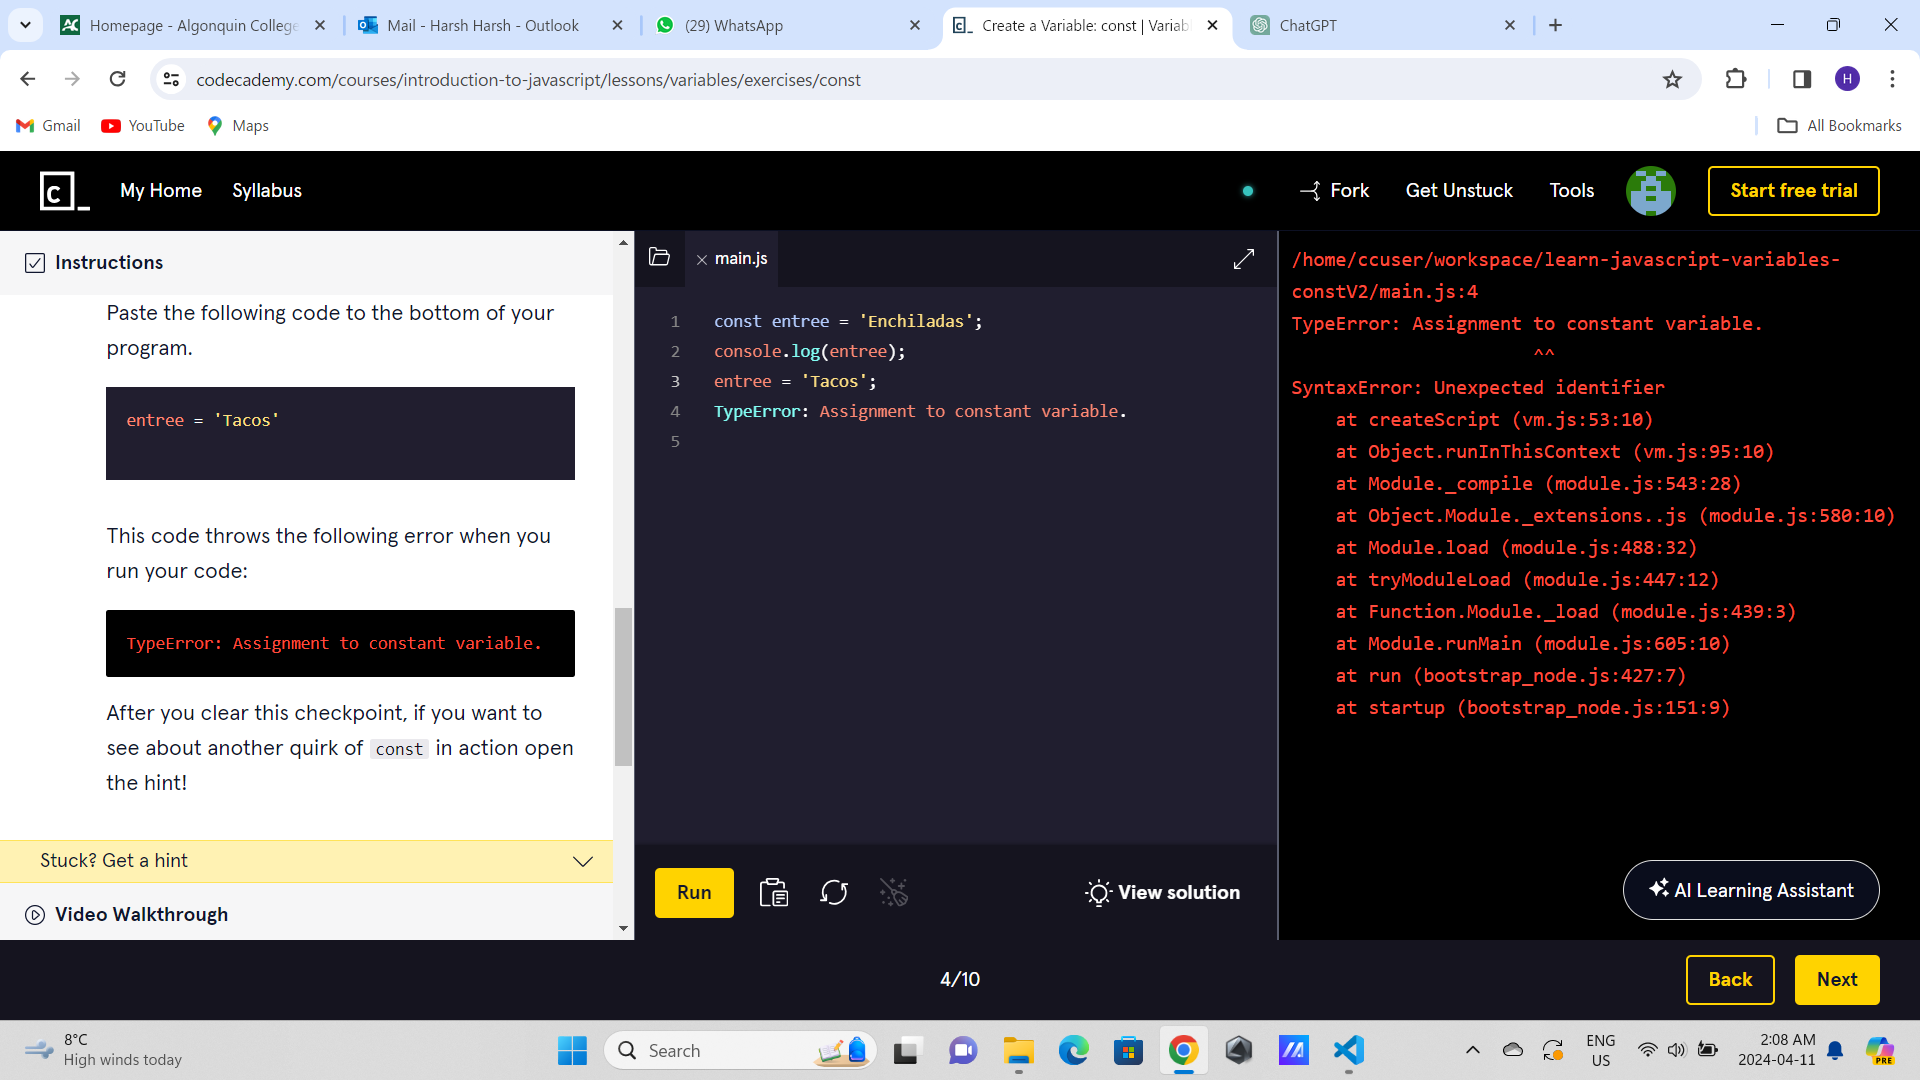 Homepage - Algonquin College
Mail - Harsh Harsh - Outlook
(29) WhatsApp
Create a Variable: const | Variabl
ChatGPT
codecademy.com/courses/introduction-to-javascript/lessons/variables/exercises/const
H
Gmail
YouTube
Maps
All Bookmarks
c_
My Home
Syllabus
Fork
Get Unstuck
Tools
Start free trial
Instructions
Paste the following code to the bottom of your
program.
entree = 'Tacos'
This code throws the following error when you
run your code:
TypeError: Assignment to constant variable.
After you clear this checkpoint, if you want to
see about another quirk of const in action open
the hint!
Stuck? Get a hint
Video Walkthrough
main.js
1 const entree = 'Enchiladas';
2 console.log(entree);
3 entree = 'Tacos';
4 TypeError: Assignment to constant variable.
5
Run
View solution
/home/ccuser/workspace/learn-javascript-variables-
constV2/main.js:4
TypeError: Assignment to constant variable.
^^
SyntaxError: Unexpected identifier
at createScript (vm.js:53:10)
at Object.runInThisContext (vm.js:95:10)
at Module._compile (module.js:543:28)
at Object.Module._extensions..js (module.js:580:10)
at Module.load (module.js:488:32)
at tryModuleLoad (module.js:447:12)
at Function.Module._load (module.js:439:3)
at Module.runMain (module.js:605:10)
at run (bootstrap_node.js:427:7)
at startup (bootstrap_node.js:151:9)
AI Learning Assistant
4/10
Back
Next
8°C
High winds today
Search
ENG
US
2:08 AM
2024-04-11
PRE